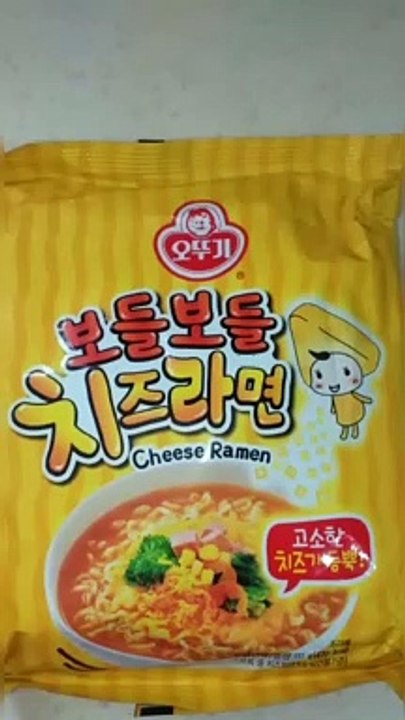 오뚜기
보들보들
치즈라면
Cheese Ramen
고소한
치즈가 듬뿍!